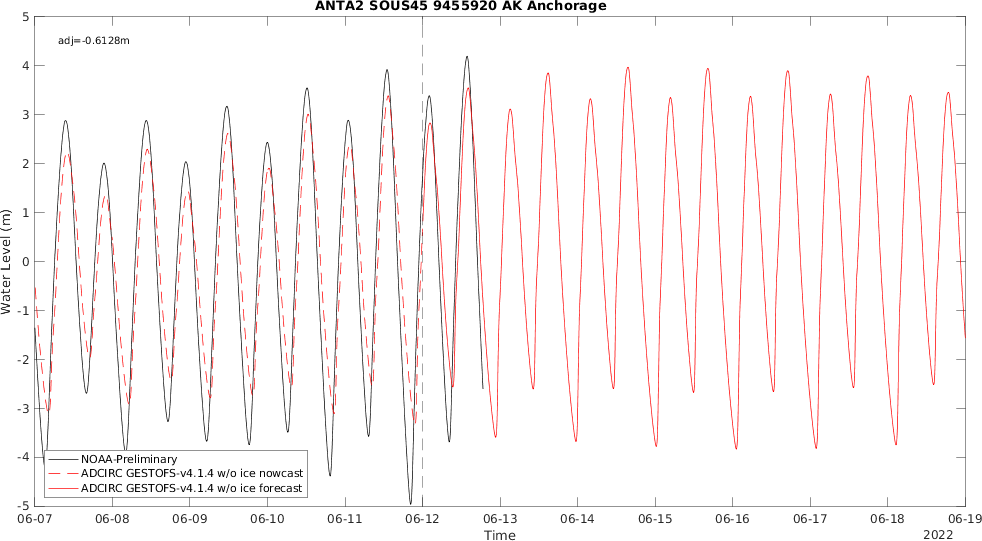 ANTA2 SOUS45 9455920 AK Anchorage
adj=-0.6128m
5
4
3
2
1
0
-1
-2
-3
-4
-5
Water Level (m)
NOAA-Preliminary
ADCIRC GESTOFS-v4.1.4 w/o ice nowcast
ADCIRC GESTOFS-v4.1.4 w/o ice forecast
06-07 06-08 06-09 06-10 06-11 06-12 06-13 06-14 06-15 06-16 06-17 06-18 06-19
Time
2022